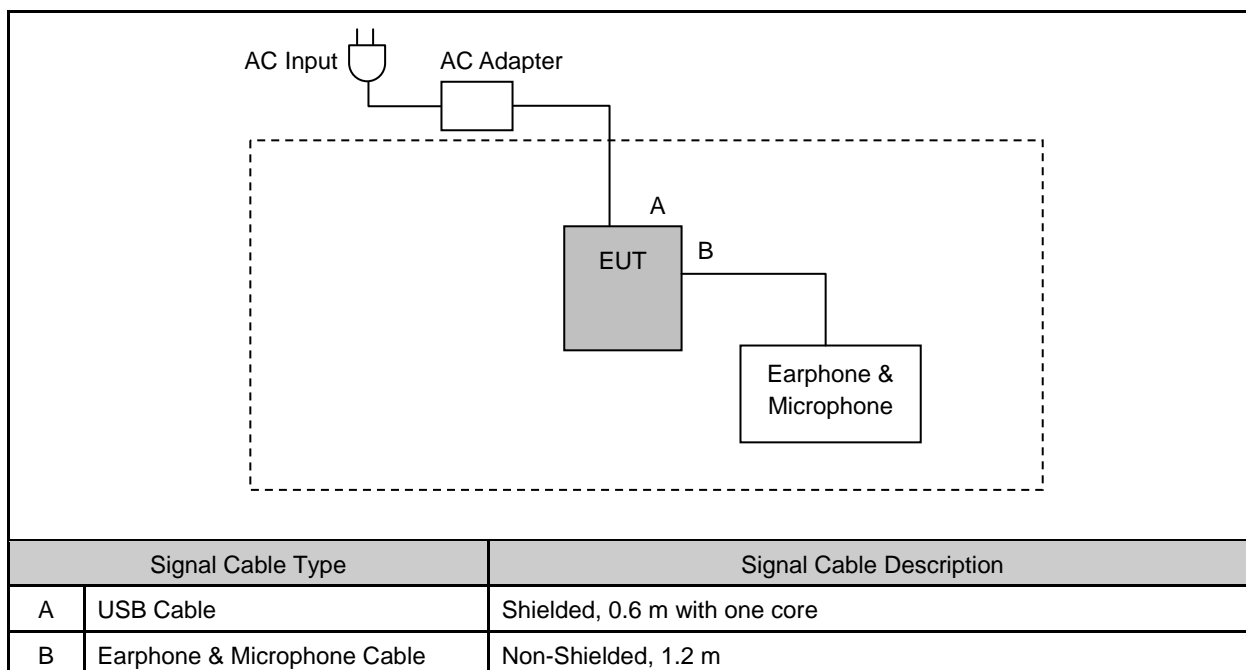 AC Input AC Adapter
A
EUT B
Earphone &
Microphone
Signal Cable Type Signal Cable Description
A USB Cable Shielded, 0.6 m with one core
B Earphone & Microphone Cable Non-Shielded, 1.2 m